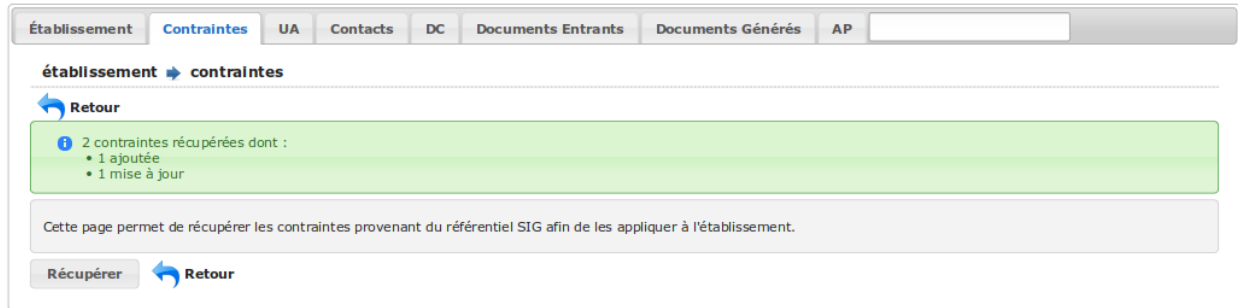 Établissement Contraintes UA Contacts DC Documents Entrants Documents Générés AP
établissement contraintes
Retour
2 contraintes récupérées dont :
• 1 ajoutée
• 1 mise à jour
Cette page permet de récupérer les contraintes provenant du référentiel SIG afin de les appliquer à l'établissement.
Récupérer Retour